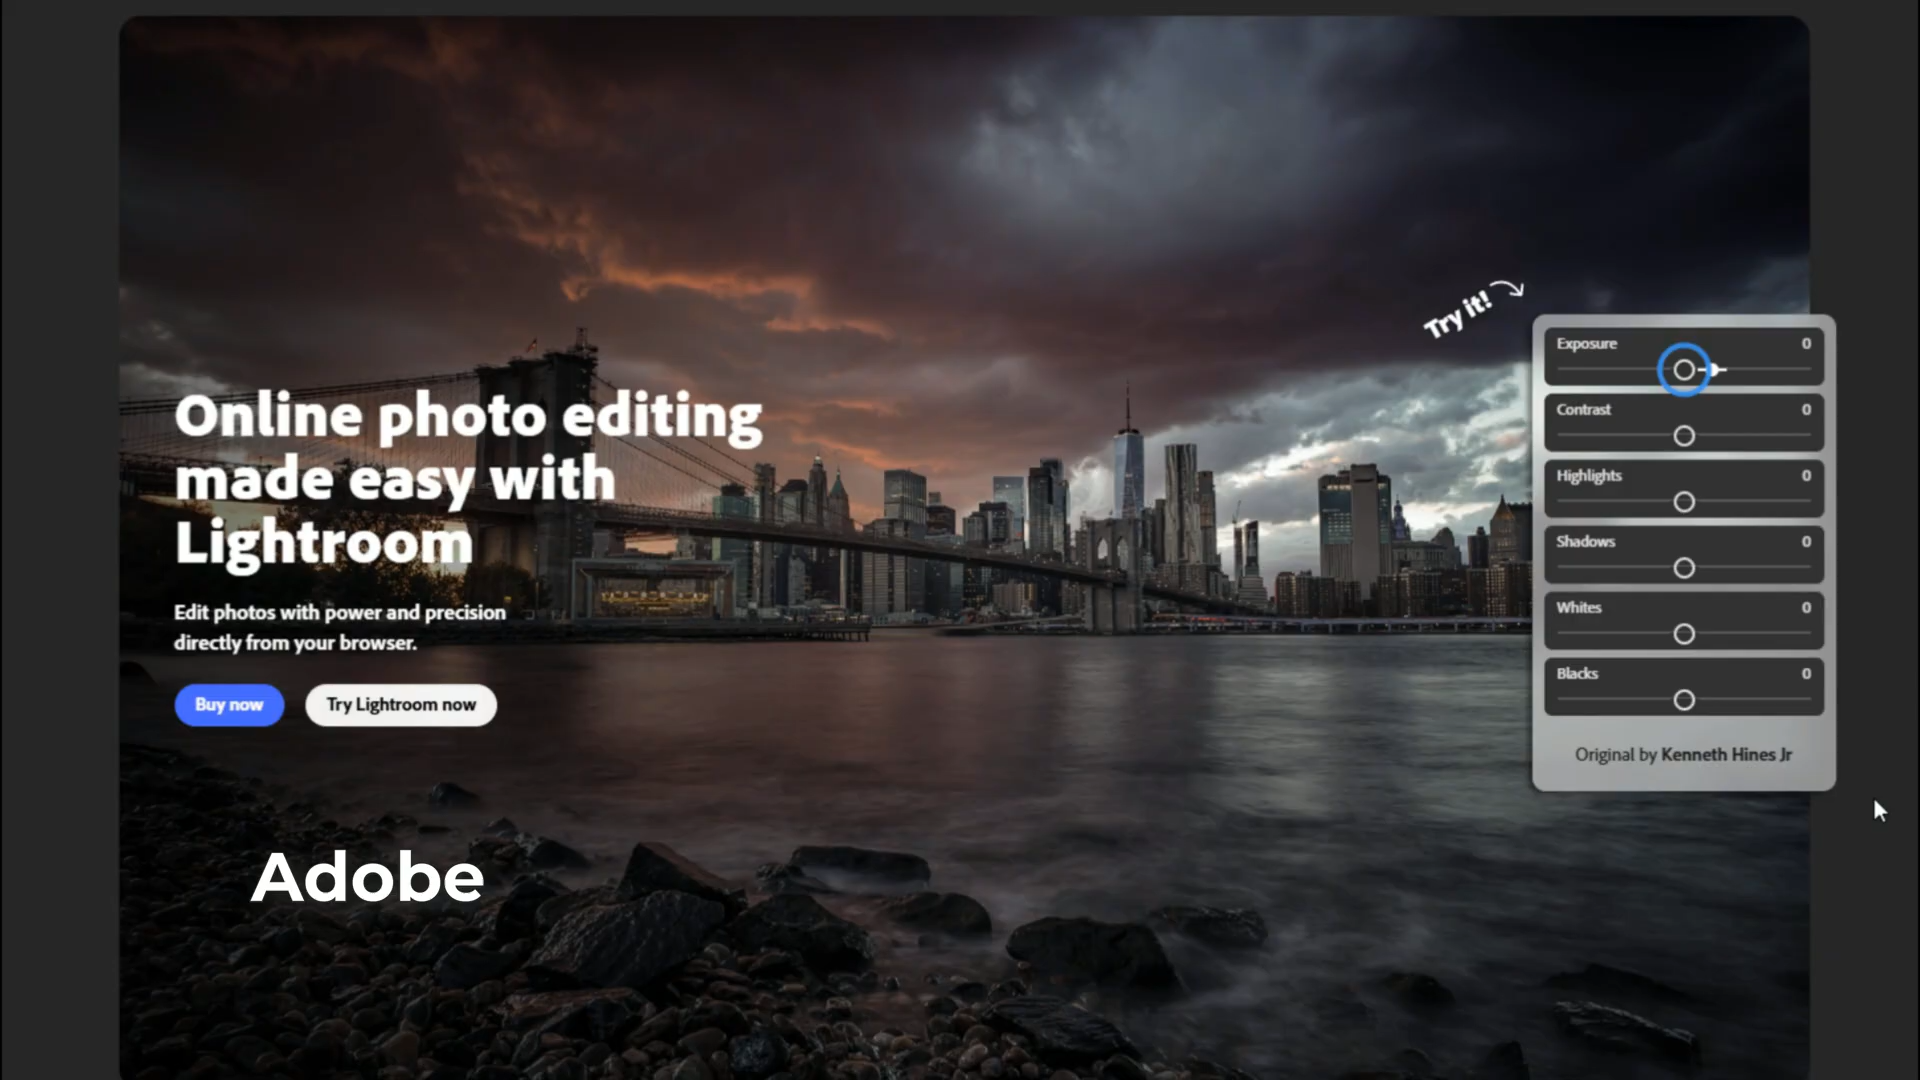 Try it!
Online photo editing
made easy with
Lightroom
Edit photos with power and precision
directly from your browser.
Buy now
Try Lightroom now
Exposure 0
Contrast 0
Highlights 0
Shadows 0
Whites 0
Blacks 0
Original by Kenneth Hines Jr
Adobe